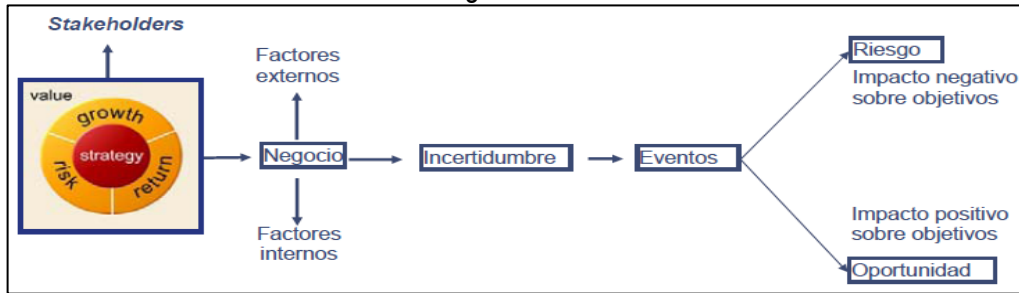 Stakeholders
value
growth
strategy
risk
return
Factores
externos
Negocio
Factores
internos
Incertidumbre
Eventos
Riesgo
Impacto negativo
sobre objetivos
Impacto positivo
sobre objetivos
Oportunidad